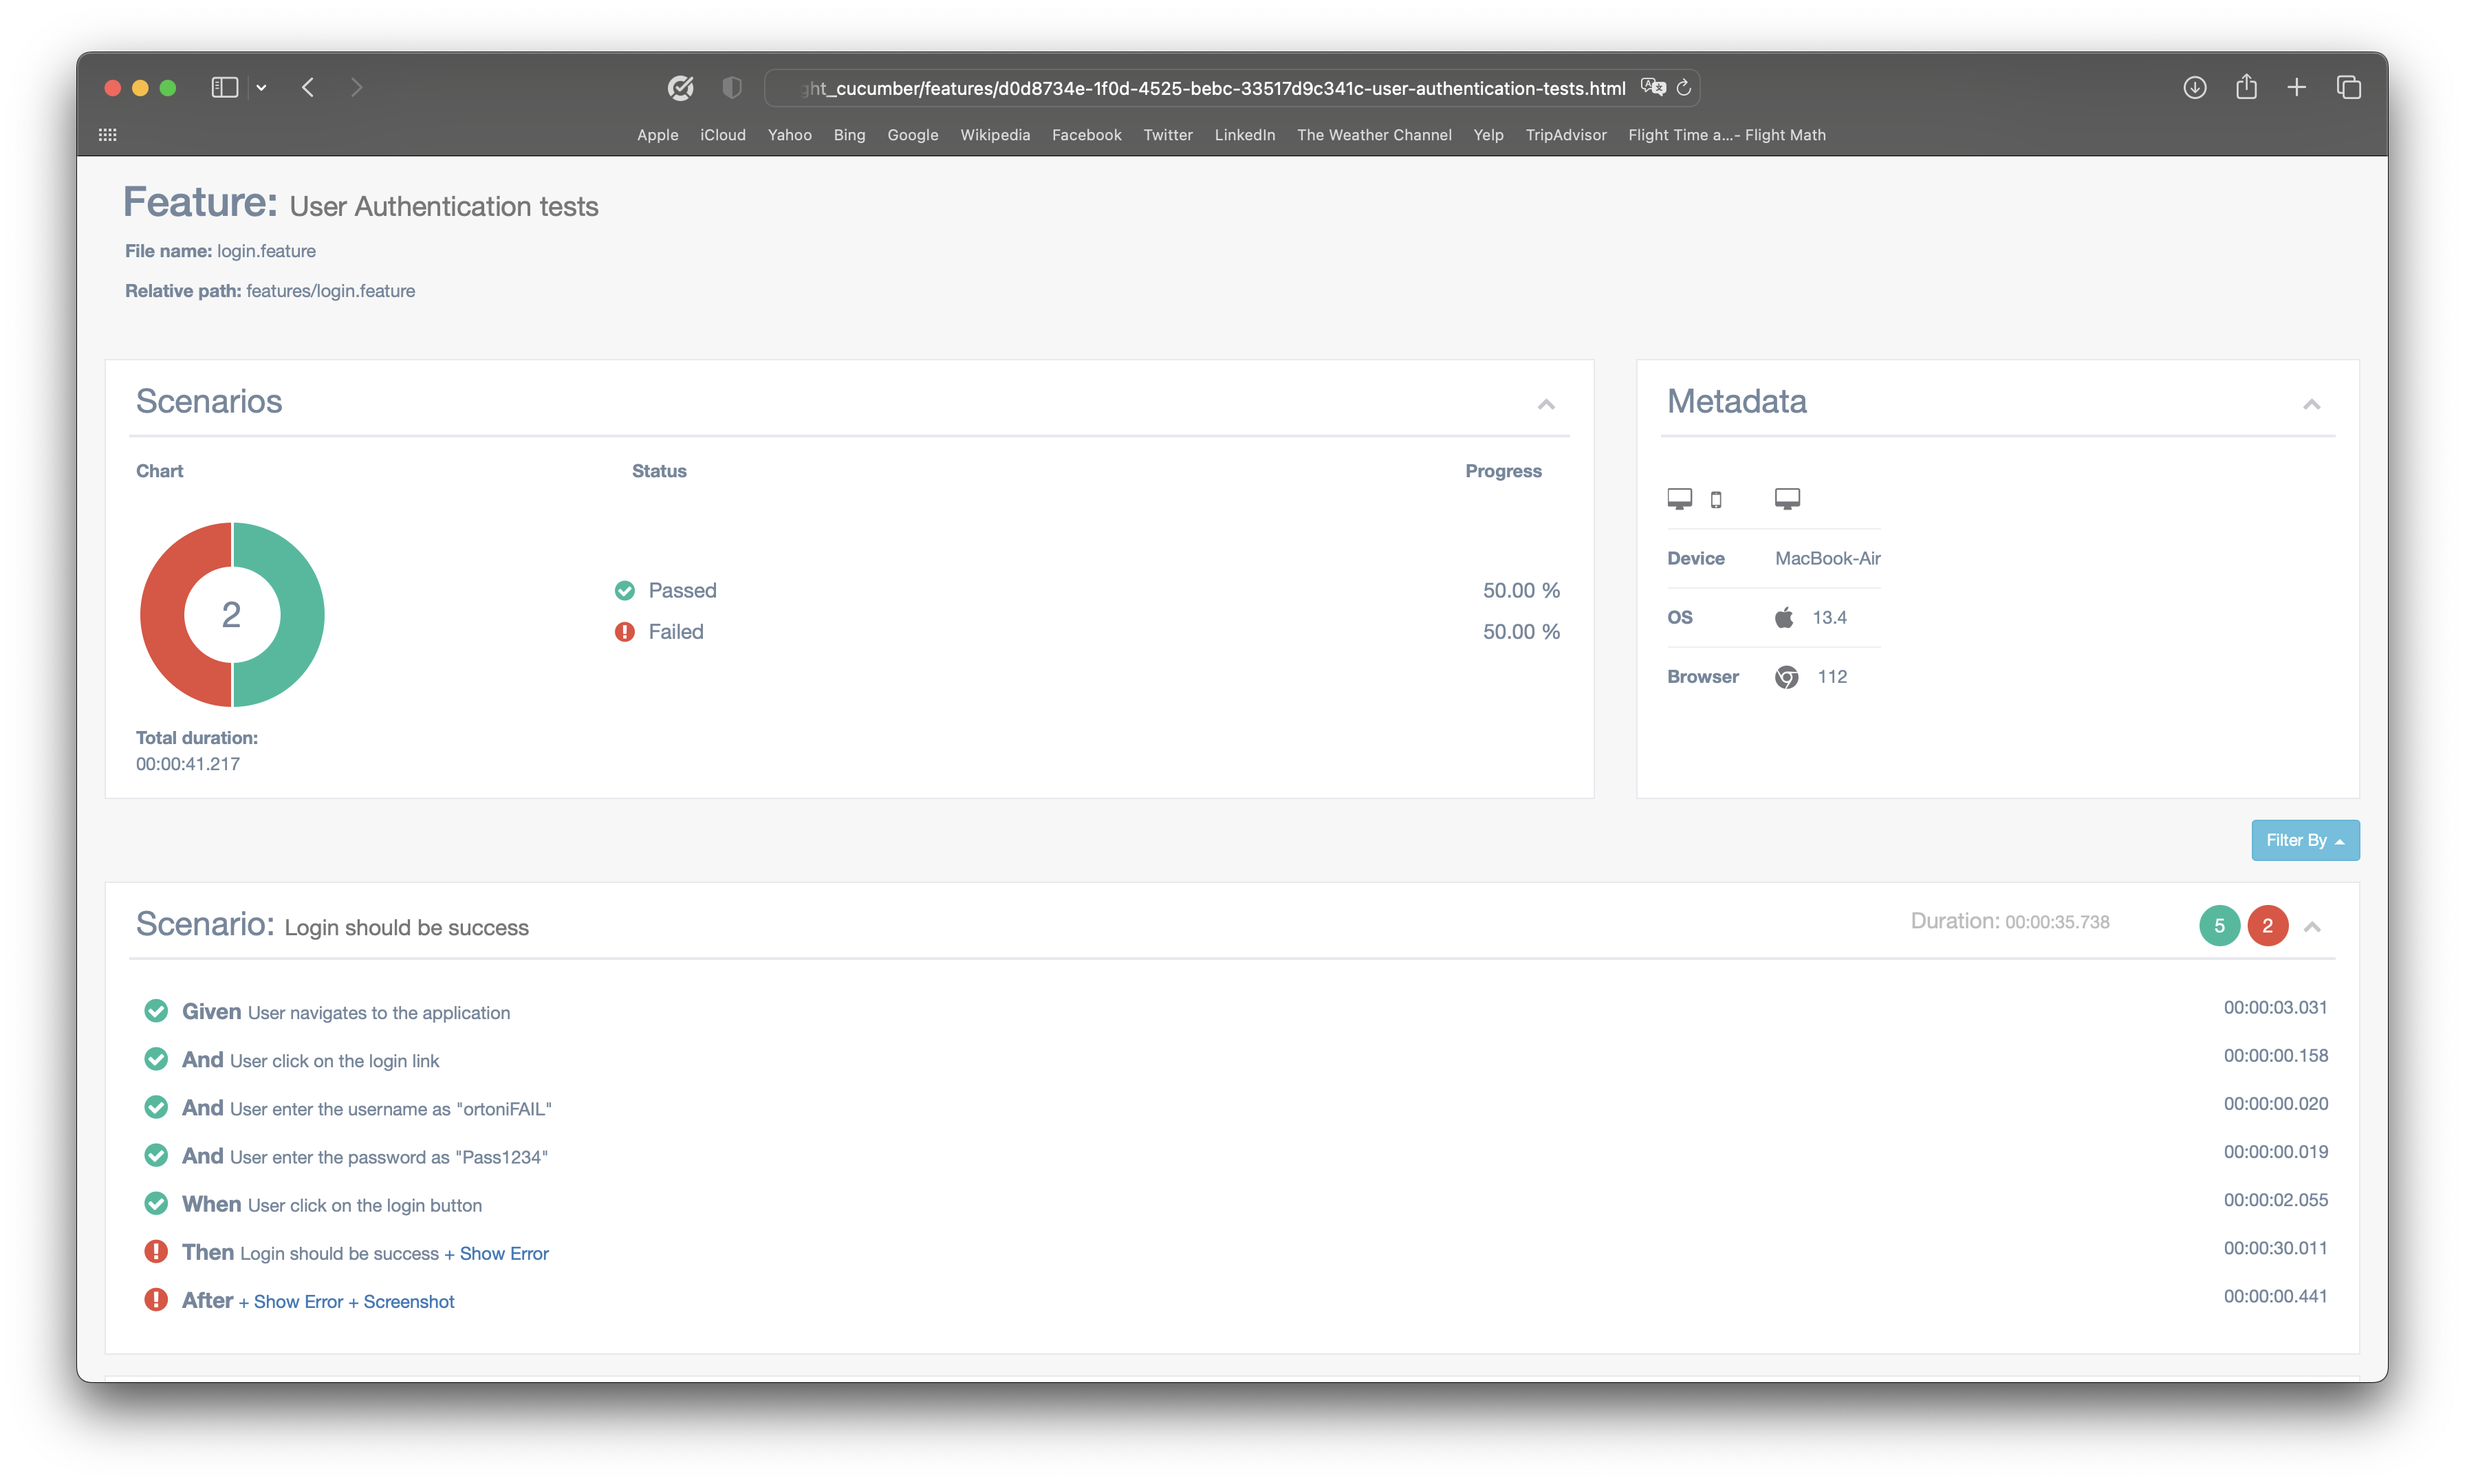 ght_cucumber/features/d0d8734e-1f0d-4525-bebc-33517d9c341c-user-authentication-tests.html
Apple iCloud Yahoo Bing Google Wikipedia Facebook Twitter LinkedIn The Weather Channel Yelp TripAdvisor Flight Time a...- Flight Math
Feature: User Authentication tests
File name: login.feature
Relative path: features/login.feature
Scenarios
Chart Status Progress
2
Passed 50.00 %
Failed 50.00 %
Total duration:
00:00:41.217
Metadata
Device MacBook-Air
OS 13.4
Browser 112
Filter By
Scenario: Login should be success Duration: 00:00:35.738 5 2
Given User navigates to the application 00:00:03.031
And User click on the login link 00:00:00.158
And User enter the username as "ortoniFAIL" 00:00:00.020
And User enter the password as "Pass1234" 00:00:00.019
When User click on the login button 00:00:02.055
Then Login should be success + Show Error 00:00:30.011
After + Show Error + Screenshot 00:00:00.441